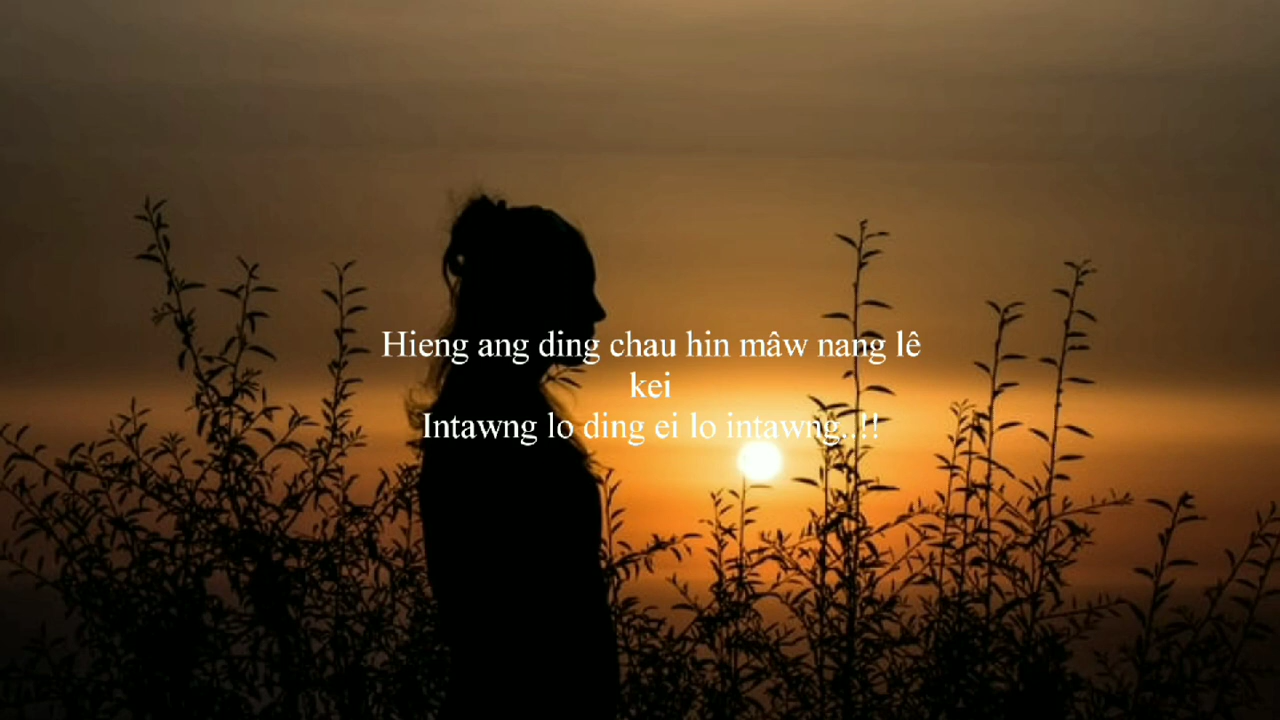 Hieng ang ding chau hin mâw nang lê
kei
Intawng lo ding ei lo intawng..!!